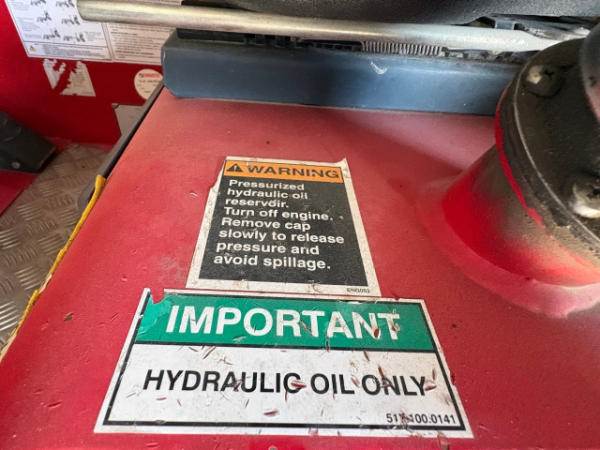 WARNING
Pressurized
hydraulic oil
reservoir.
Turn off engine.
Remove cap
slowly to release
pressure and
avoid spillage.
IMPORTANT
HYDRAULIC OIL ONLY